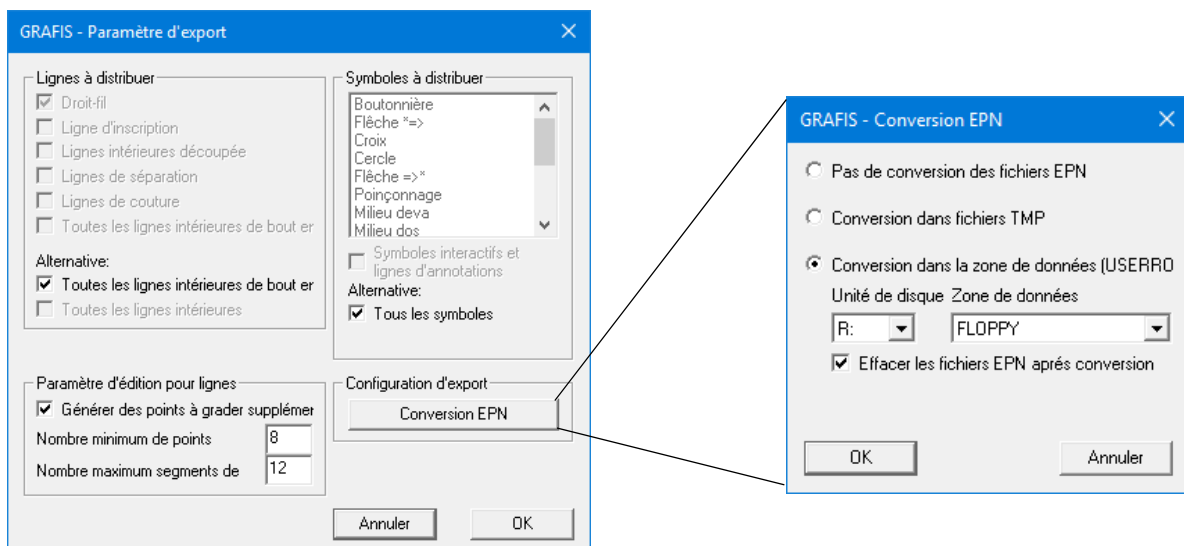 GRAFIS - Paramètre d'export
Lignes à distribuer
Droit-fil
Ligne d'inscription
Lignes intérieures découpée
Lignes de séparation
Lignes de couture
Toutes les lignes intérieures de bout er
Alternative:
Toutes les lignes intérieures de bout er
Toutes les lignes intérieures
Symboles à distribuer
Boutonnière
Flêche *=>
Croix
Cercle
Flêche =>*
Poinçonnage
Milieu deva
Milieu dos
Symboles interactifs et
lignes d'annotations
Alternative:
Tous les symboles
Paramètre d'édition pour lignes
Générer des points à grader supplémer
Nombre minimum de points
8
Nombre maximum segments de
12
Configuration d'export
Conversion EPN
Annuler
OK
GRAFIS - Conversion EPN
Pas de conversion des fichiers EPN
Conversion dans fichiers TMP
Conversion dans la zone de données (USERRO
Unité de disque Zone de données
R:
FLOPPY
Effacer les fichiers EPN aprés conversion
OK
Annuler